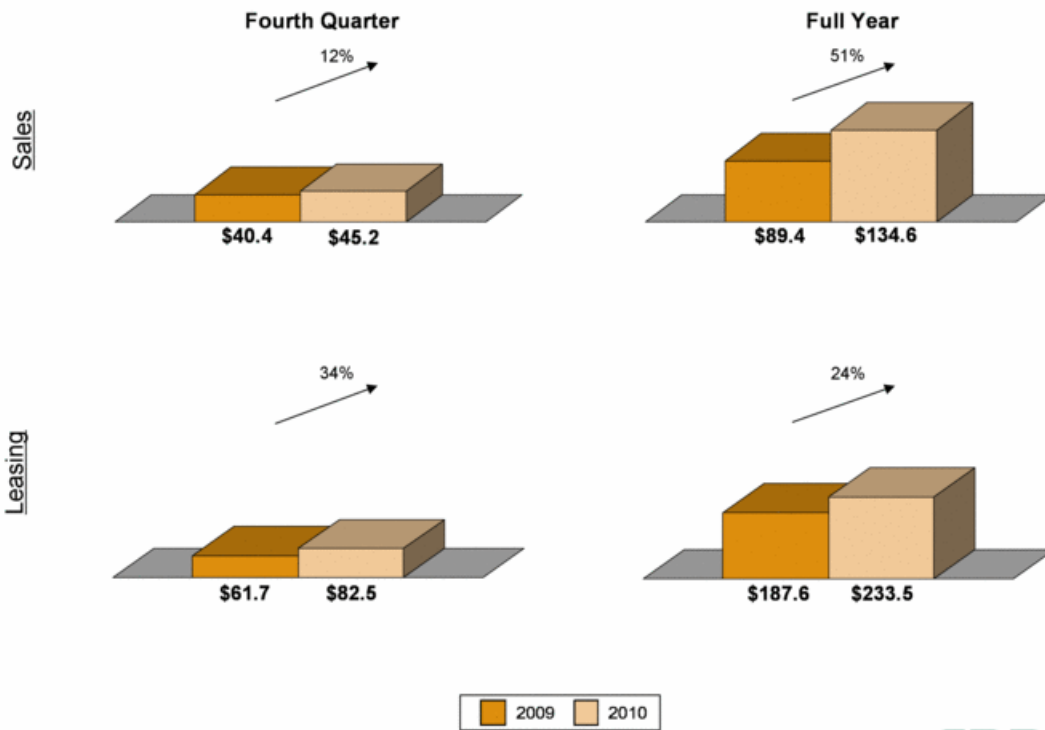 Fourth Quarter
Full Year
Sales
12%
51%
$40.4 $45.2
$89.4 $134.6
Leasing
34%
24%
$61.7 $82.5
$187.6 $233.5
2009 2010